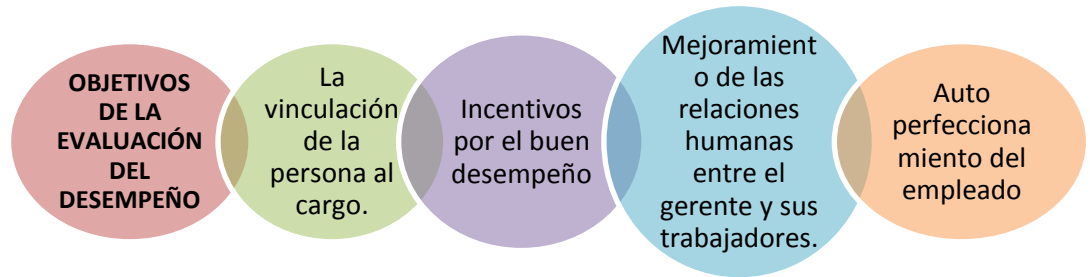 OBJETIVOS
DE LA
EVALUACIÓN
DEL
DESEMPEÑO
La
vinculación
de la
persona al
cargo.
Incentivos
por el buen
desempeño
Mejoramient
o de las
relaciones
humanas
entre el
gerente y sus
trabajadores.
Auto
perfecciona
miento del
empleado